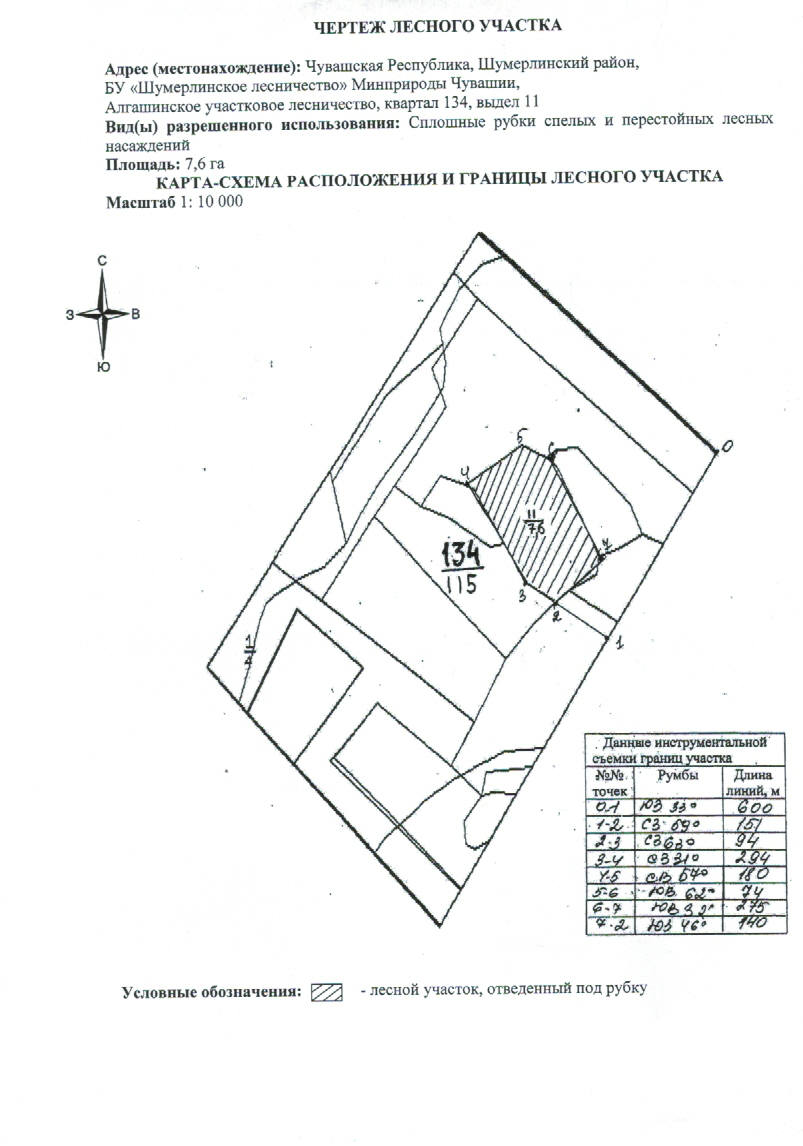 ЧЕРТЕЖ ЛЕСНОГО УЧАСТКА
Адрес (местонахождение): Чувашская Республика, Шумерлинский район,
БУ «Шумерлинское лесничество» Минприроды Чувашии,
Алгашинское участковое лесничество, квартал 134, выдел 11
Вид(ы) разрешенного использования: Сплошные рубки спелых и перестойных лесных
насаждений
Площадь: 7,6 га
КАРТА-СХЕМА РАСПОЛОЖЕНИЯ И ГРАНИЦЫ ЛЕСНОГО УЧАСТКА
Масштаб 1: 10 000
С
З В
Ю
0
5
6
4
11
7,6
7
134
115
3
2
1
1
4
Данные инструментальной
съемки границ участка
№№ Румбы Длина
точек линий, м
0-1 ЮЗ 33° 600
1-2 СЗ 59° 151
2-3 СЗ 63° 94
3-4 СЗ 31° 294
4-5 СВ 57° 180
5-6 ЮВ 62° 74
6-7 ЮВ 32° 275
7-2 ЮЗ 46° 140
Условные обозначения: - лесной участок, отведенный под рубку